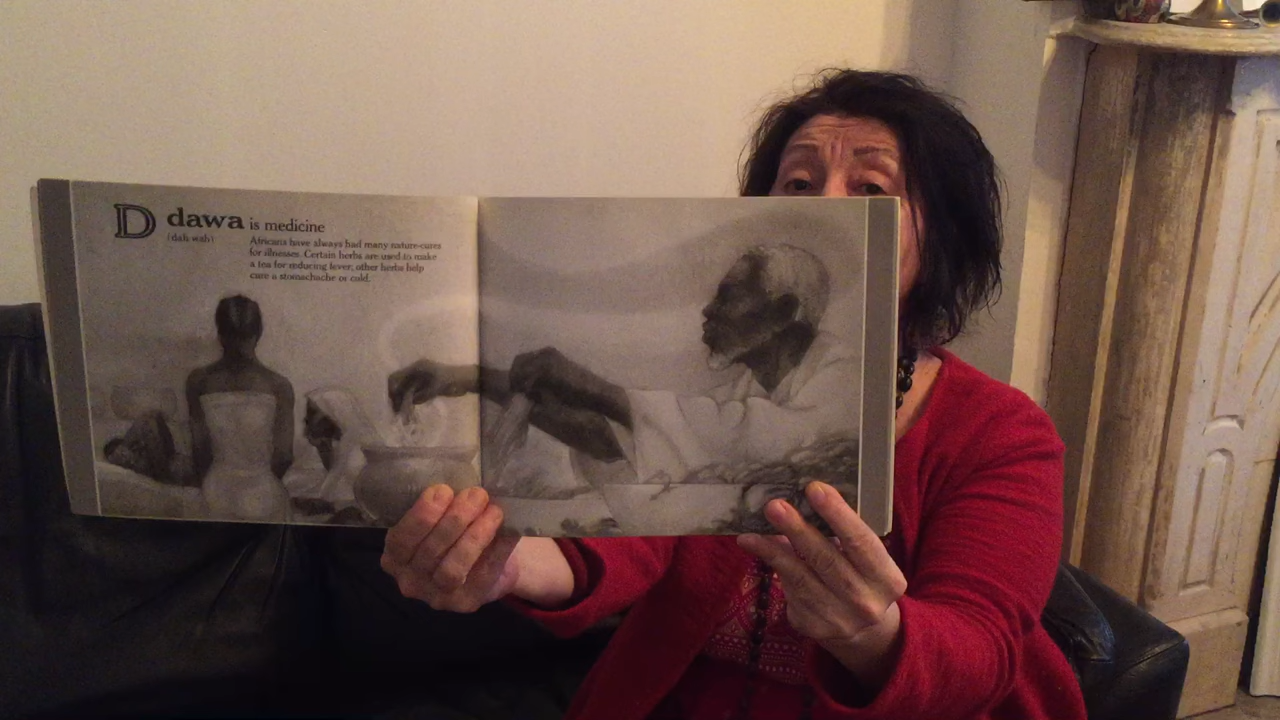 D dawa is medicine
(dah·wah)
Africans have always had many nature-cures
for illnesses. Certain herbs are used to make
a tea for reducing fever; other herbs help
cure a stomachache or cold.